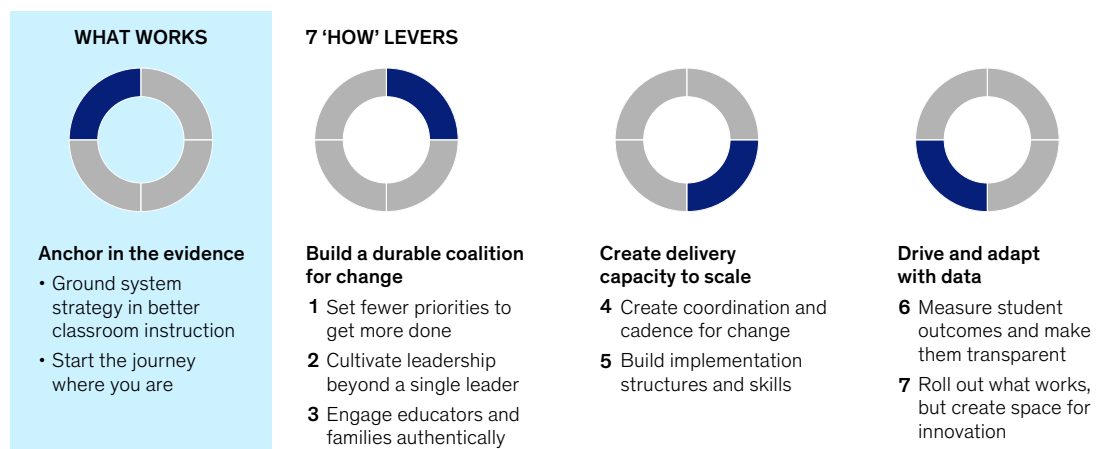 WHAT WORKS
Anchor in the evidence
• Ground system
strategy in better
classroom instruction
• Start the journey
where you are
7 ‘HOW’ LEVERS
Build a durable coalition
for change
1 Set fewer priorities to
get more done
2 Cultivate leadership
beyond a single leader
3 Engage educators and
families authentically
Create delivery
capacity to scale
4 Create coordination and
cadence for change
5 Build implementation
structures and skills
Drive and adapt
with data
6 Measure student
outcomes and make
them transparent
7 Roll out what works,
but create space for
innovation